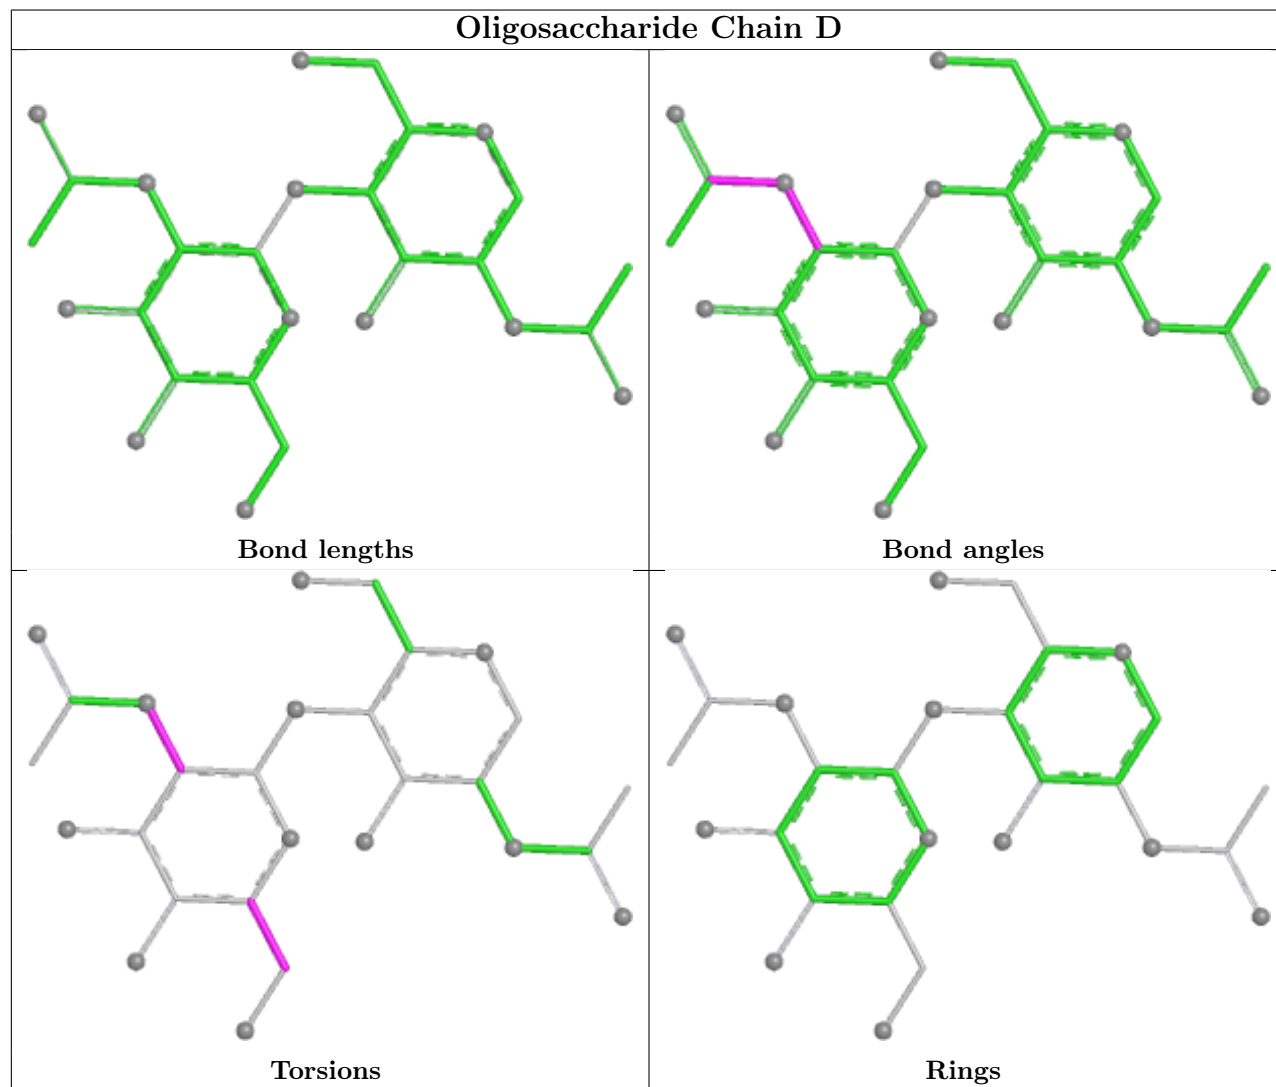 Oligosaccharide Chain D
Bond lengths
Bond angles
Torsions
Rings